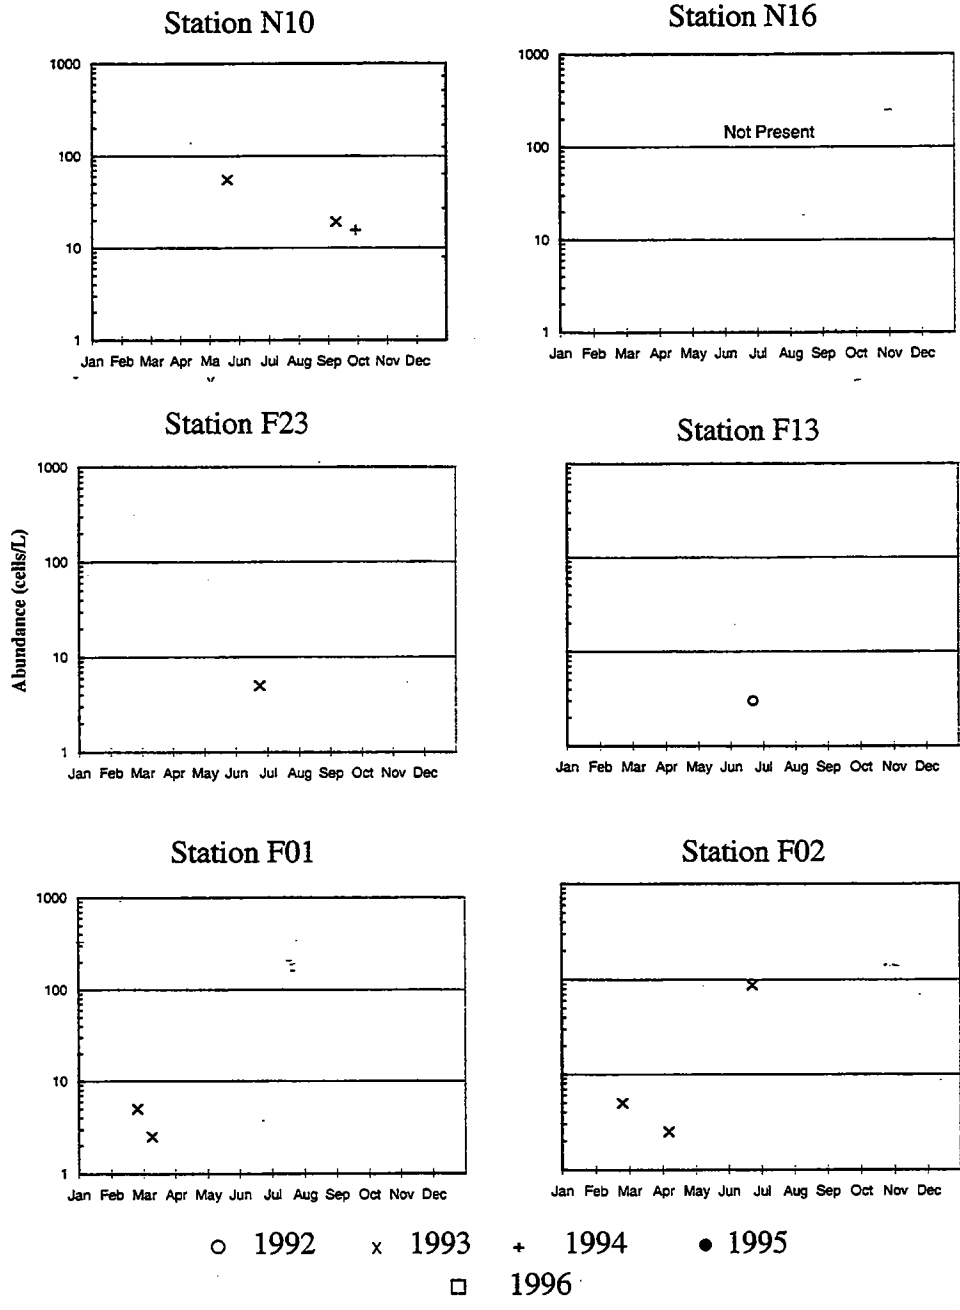 Station N10
1000
100
10
1
Jan Feb Mar Apr Ma Jun Jul Aug Sep Oct Nov Dec
y
Station N16
1000
100
10
1
Not Present
Jan Feb Mar Apr May Jun Jul Aug Sep Oct Nov Dec
Abundance (cells/L)
Station F23
1000
100
10
1
Jan Feb Mar Apr May Jun Jul Aug Sep Oct Nov Dec
Station F13
Jan Feb Mar Apr May Jun Jul Aug Sep Oct Nov Dec
Station F01
1000
100
10
1
Jan Feb Mar Apr May Jun Jul Aug Sep Oct Nov Dec
Station F02
Jan Feb Mar Apr May Jun Jul Aug Sep Oct Nov Dec
1992 1993 1994 1995
1996